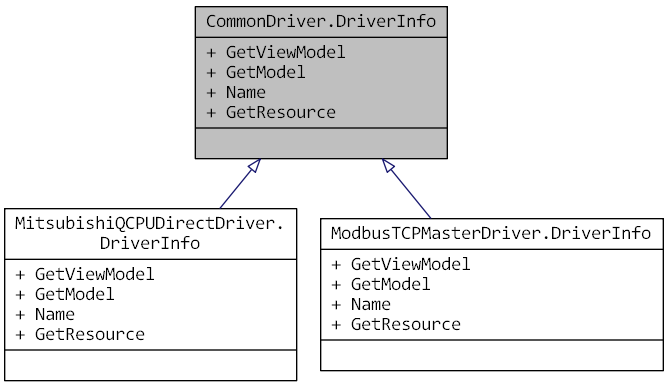 CommonDriver.DriverInfo
+ GetViewModel
+ GetModel
+ Name
+ GetResource
MitsubishiQCPUDirectDriver.
DriverInfo
+ GetViewModel
+ GetModel
+ Name
+ GetResource
ModbusTCPMasterDriver.DriverInfo
+ GetViewModel
+ GetModel
+ Name
+ GetResource